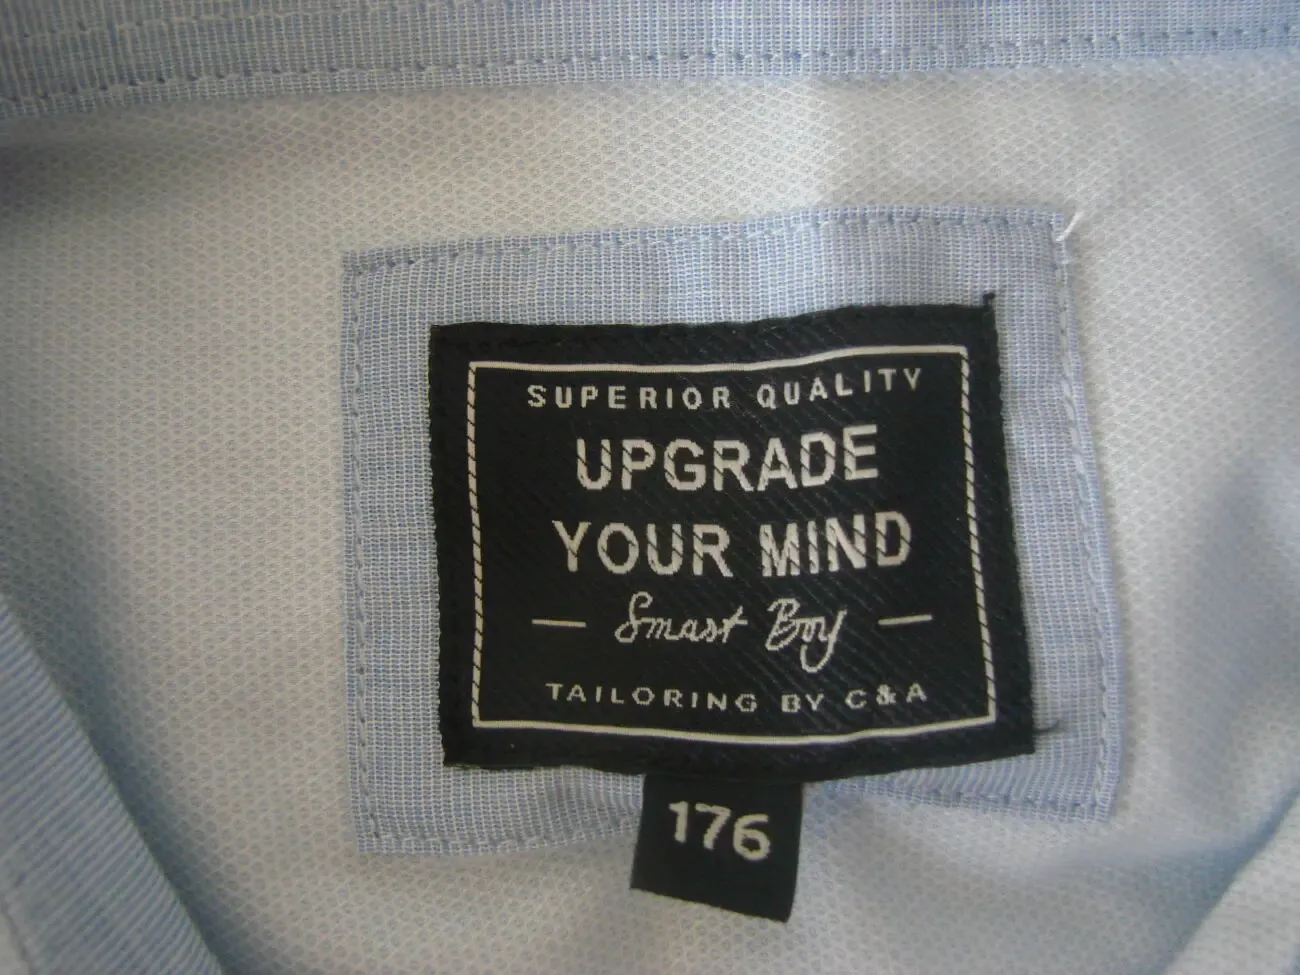 SUPERIOR QUALITY
UPGRADE
YOUR MIND
Smart Boy
TAILORING BY C&A
176